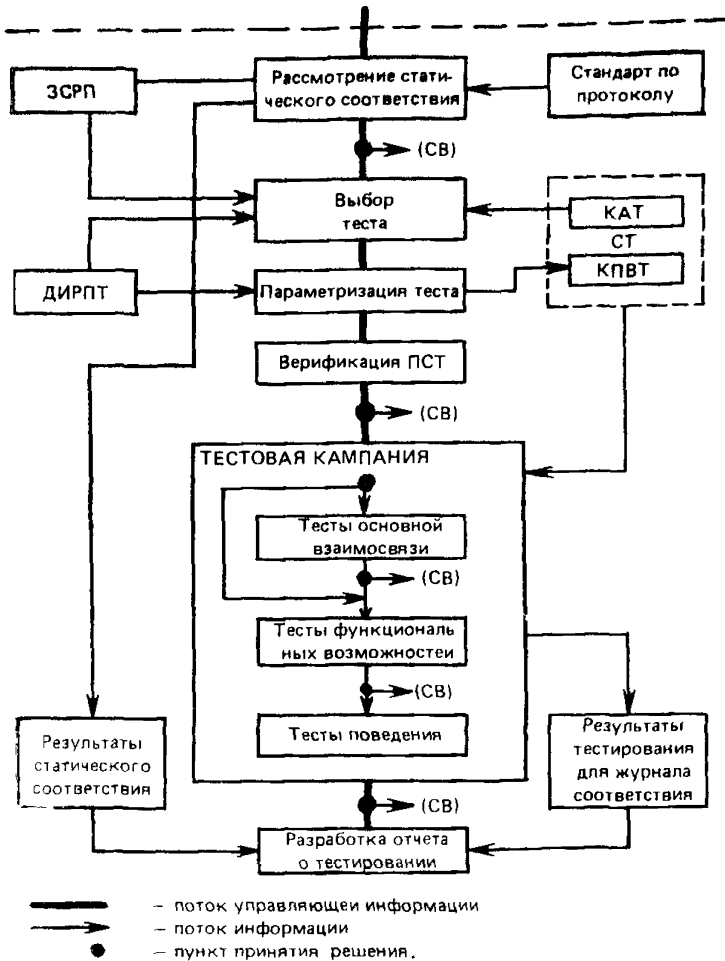 Рассмотрение стати-
ческого соответствия
Стандарт по
протоколу
ЗСРП
(СВ)
Выбор
теста
КАТ
СТ
КПВТ
ДИРПТ
Параметризация теста
Верификация ПСТ
(СВ)
ТЕСТОВАЯ КАМПАНИЯ
Тесты основной
взаимосвязи
(СВ)
Тесты функциональ
ных возможностеи
(СВ)
Тесты поведения
Результаты
статического
соответствия
Результаты
тестирования
для журнала
соответствия
(СВ)
Разработка отчета
о тестировании
– поток управляющеи информации
– поток информации
– пункт принятия решения.